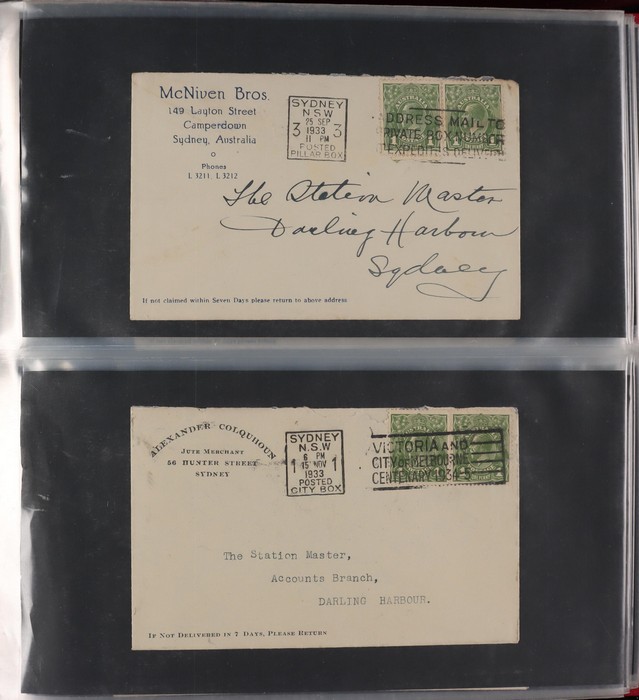 McNiven Bros.
149 Layton Street
Camperdown
Sydney, Australia
o
Phones
L 3211, L 3212
SYDNEY
N S W
25 SEP
3 1933 3
11 PM
POSTED
PILLAR BOX
ADDRESS MAIL TO
PRIVATE BOX NUMBER
EXPEDITES DELIVERY
The Station Master
Darling Harbour
Sydney
If not claimed within Seven Days please return to above address
ALEXANDER COLQUHOUN
JUTE MERCHANT
56 HUNTER STREET
SYDNEY
SYDNEY
N.S.W
6 PM
1 15 NOV 1
1933
POSTED
CITY BOX
VICTORIA AND
CITY OF MELBOURNE
CENTENARY 1934-5
The Station Master,
Accounts Branch,
DARLING HARBOUR.
IF NOT DELIVERED IN 7 DAYS, PLEASE RETURN